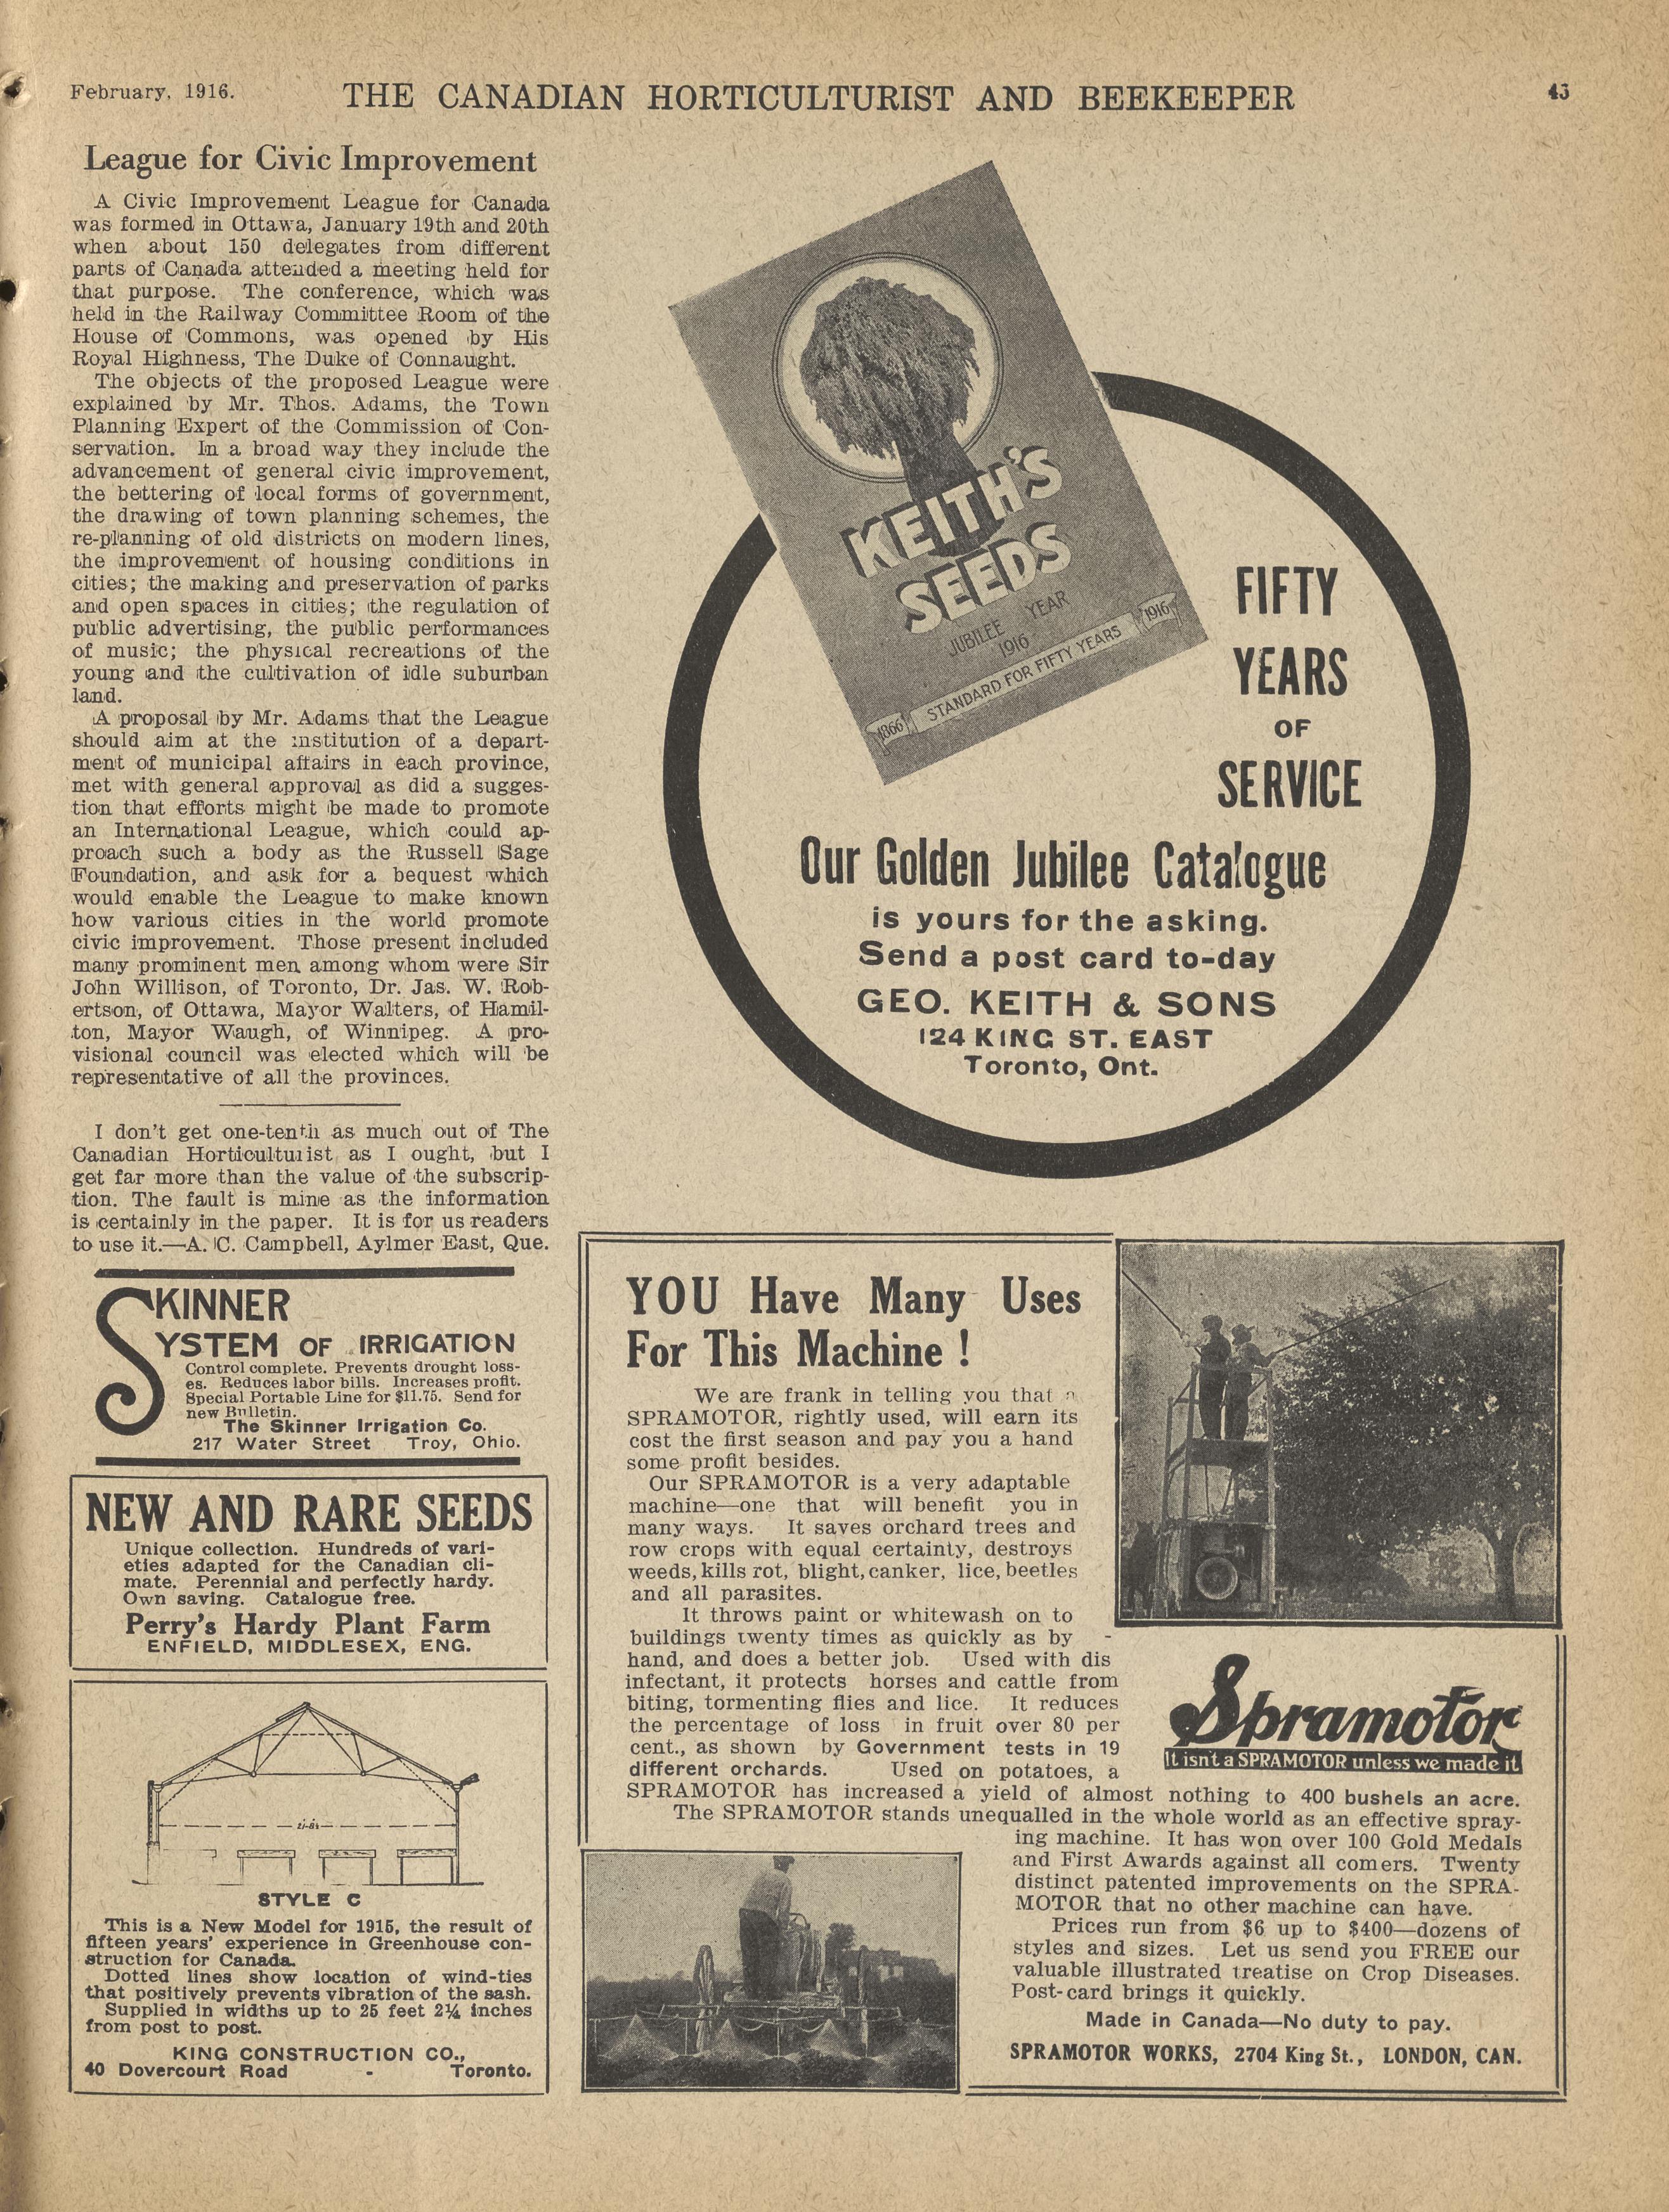 February, 1916.
THE CANADIAN HORTICULTURIST AND BEEKEEPER
League for Civic Improvement
A Civic Improvement League for Canada
was formed in Ottawa, January 19th and 20th
when about 150 delegates from different
parts of Canada attended a meeting held for
that purpose. The conference, which was
held in the Railway Committee Room of the
House of Commons, was opened by His
Royal Highness, The Duke of Connaught.
The objects of the proposed League were
explained by Mr. Thos. Adams, the Town
Planning Expert of the Commission of Con-
servation. In a broad way they include the
advancement of general civic improvement,
the bettering of local forms of government,
the drawing of town planning schemes, the
re-planning of old districts on modern lines,
the improvement of housing conditions in
cities; the making and preservation of parks
and open spaces in cities; the regulation of
public advertising, the public performances
of music; the physical recreations of the
young and the cultivation of idle suburban
land.
A proposal by Mr. Adams that the League
should aim at the institution of a depart-
ment of municipal affairs in each province,
met with general approval as did a sugges-
tion that efforts might be made to promote
an International League, which could ap-
proach such a body as the Russell Sage
Foundation, and ask for a bequest which
would enable the League to make known
how various cities in the world promote
civic improvement. Those present included
many prominent men among whom were Sir
John Willison, of Toronto, Dr. Jas. W. Rob-
ertson, of Ottawa, Mayor Walters, of Hamil-
ton, Mayor Waugh, of Winnipeg. A pro-
visional council was elected which will be
representative of all the provinces.
I don't get one-tenth as much out of The
Canadian Horticulturist as I ought, but I
get far more than the value of the subscrip-
tion. The fault is mine as the information
is certainly in the paper. It is for us readers
to use it.—A. C. Campbell, Aylmer East, Que.
SKINNER
SYSTEM OF IRRIGATION
Control complete. Prevents drought loss-
es. Reduces labor bills. Increases profit.
Special Portable Line for $11.75. Send for
new Bulletin.
The Skinner Irrigation Co.
217 Water Street Troy, Ohio.
NEW AND RARE SEEDS
Unique collection. Hundreds of vari-
eties adapted for the Canadian cli-
mate. Perennial and perfectly hardy.
Own saving. Catalogue free.
Perry's Hardy Plant Farm
ENFIELD, MIDDLESEX, ENG.
STYLE C
This is a New Model for 1915, the result of
fifteen years' experience in Greenhouse con-
struction for Canada.
Dotted lines show location of wind-ties
that positively prevents vibration of the sash.
Supplied in widths up to 25 feet 2¼ inches
from post to post.
KING CONSTRUCTION CO.,
40 Dovercourt Road - Toronto.
KEITH'S
SEEDS
JUBILEE YEAR
1916
1866 STANDARD FOR FIFTY YEARS 1916
FIFTY
YEARS
OF
SERVICE
Our Golden Jubilee Catalogue
is yours for the asking.
Send a post card to-day
GEO. KEITH & SONS
124 KING ST. EAST
Toronto, Ont.
YOU Have Many Uses
For This Machine !
We are frank in telling you that a
SPRAMOTOR, rightly used, will earn its
cost the first season and pay you a hand
some profit besides.
Our SPRAMOTOR is a very adaptable
machine—one that will benefit you in
many ways. It saves orchard trees and
row crops with equal certainty, destroys
weeds, kills rot, blight, canker, lice, beetles
and all parasites.
It throws paint or whitewash on to
buildings twenty times as quickly as by -
hand, and does a better job. Used with dis
infectant, it protects horses and cattle from
biting, tormenting flies and lice. It reduces
the percentage of loss in fruit over 80 per
cent., as shown by Government tests in 19
different orchards. Used on potatoes, a
SPRAMOTOR has increased a yield of almost nothing to 400 bushels an acre.
The SPRAMOTOR stands unequalled in the whole world as an effective spray-
ing machine. It has won over 100 Gold Medals
and First Awards against all comers. Twenty
distinct patented improvements on the SPRA-
MOTOR that no other machine can have.
Prices run from $6 up to $400—dozens of
styles and sizes. Let us send you FREE our
valuable illustrated treatise on Crop Diseases.
Post-card brings it quickly.
Made in Canada—No duty to pay.
SPRAMOTOR WORKS, 2704 King St., LONDON, CAN.
Spramotor
It isn't a SPRAMOTOR unless we made it